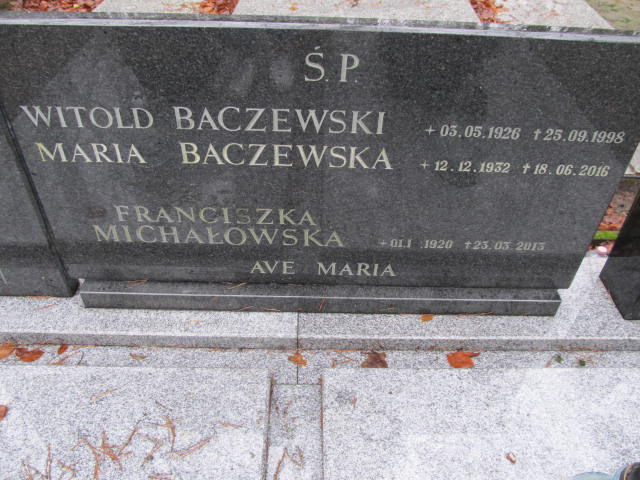 Ś.P.
WITOLD BACZEWSKI + 03.05.1926 † 25.09.1998
MARIA BACZEWSKA + 12.12.1932 † 18.06.2016
FRANCISZKA
MICHAŁOWSKA 1920 † 23.03.2013
AVE MARIA